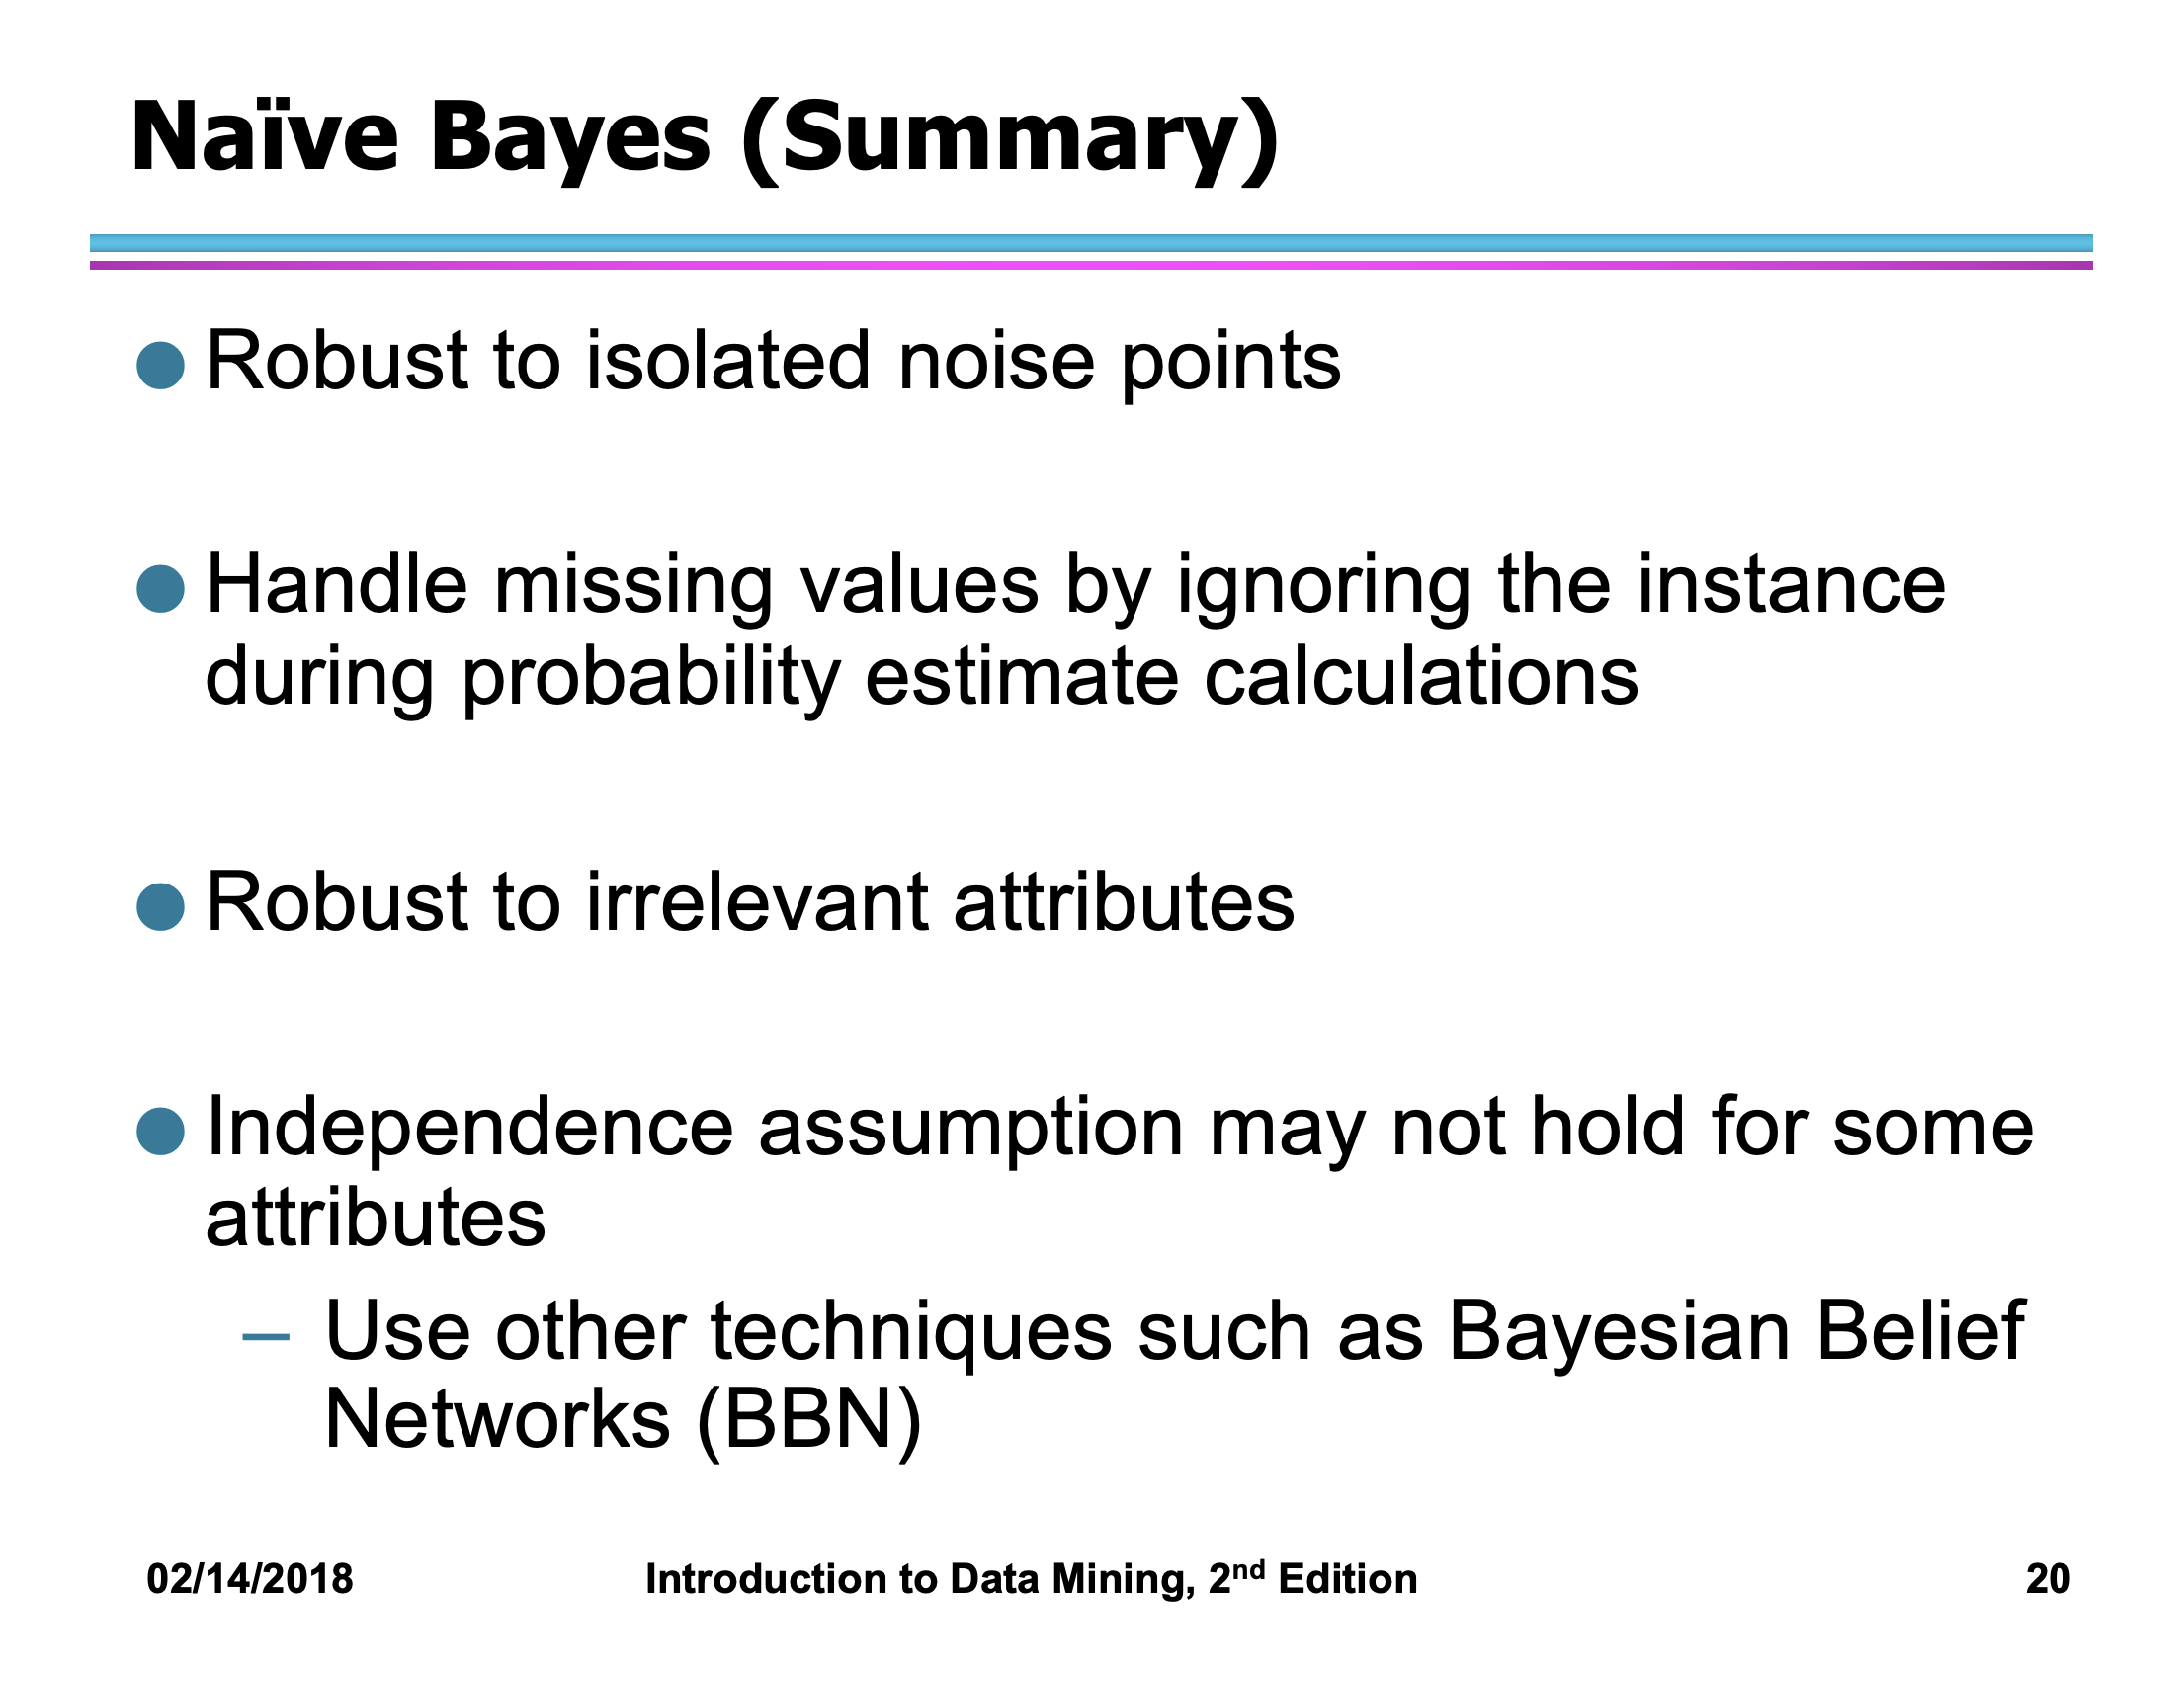 Naïve Bayes (Summary)
● Robust to isolated noise points
● Handle missing values by ignoring the instance
during probability estimate calculations
● Robust to irrelevant attributes
● Independence assumption may not hold for some
attributes
– Use other techniques such as Bayesian Belief
Networks (BBN)
02/14/2018 Introduction to Data Mining, 2nd Edition 20